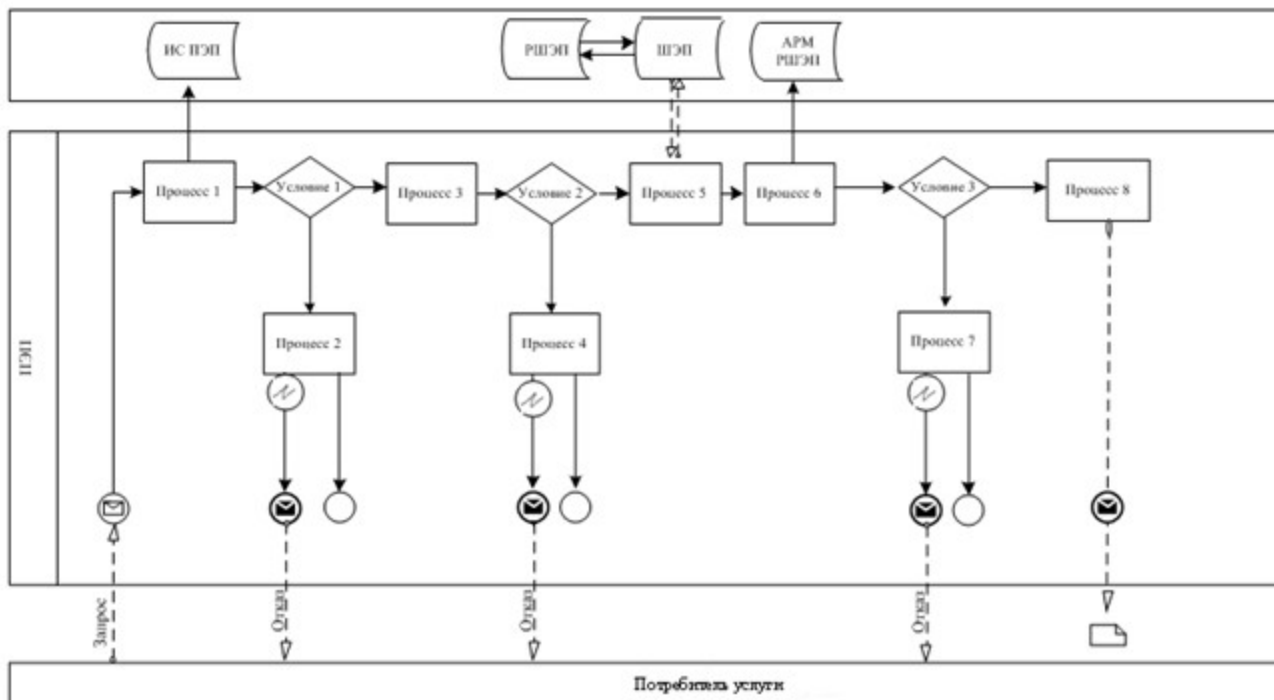 ИС ПЭП
РШЭП
ШЭП
АРМ
РШЭП
Процесс 1
Условие 1
Процесс 3
Условие 2
Процесс 5
Процесс 6
Условие 3
Процесс 8
Процесс 2
Процесс 4
Процесс 7
ПЭП
Запрос
Отказ
Отказ
Отказ
Потребитель услуги